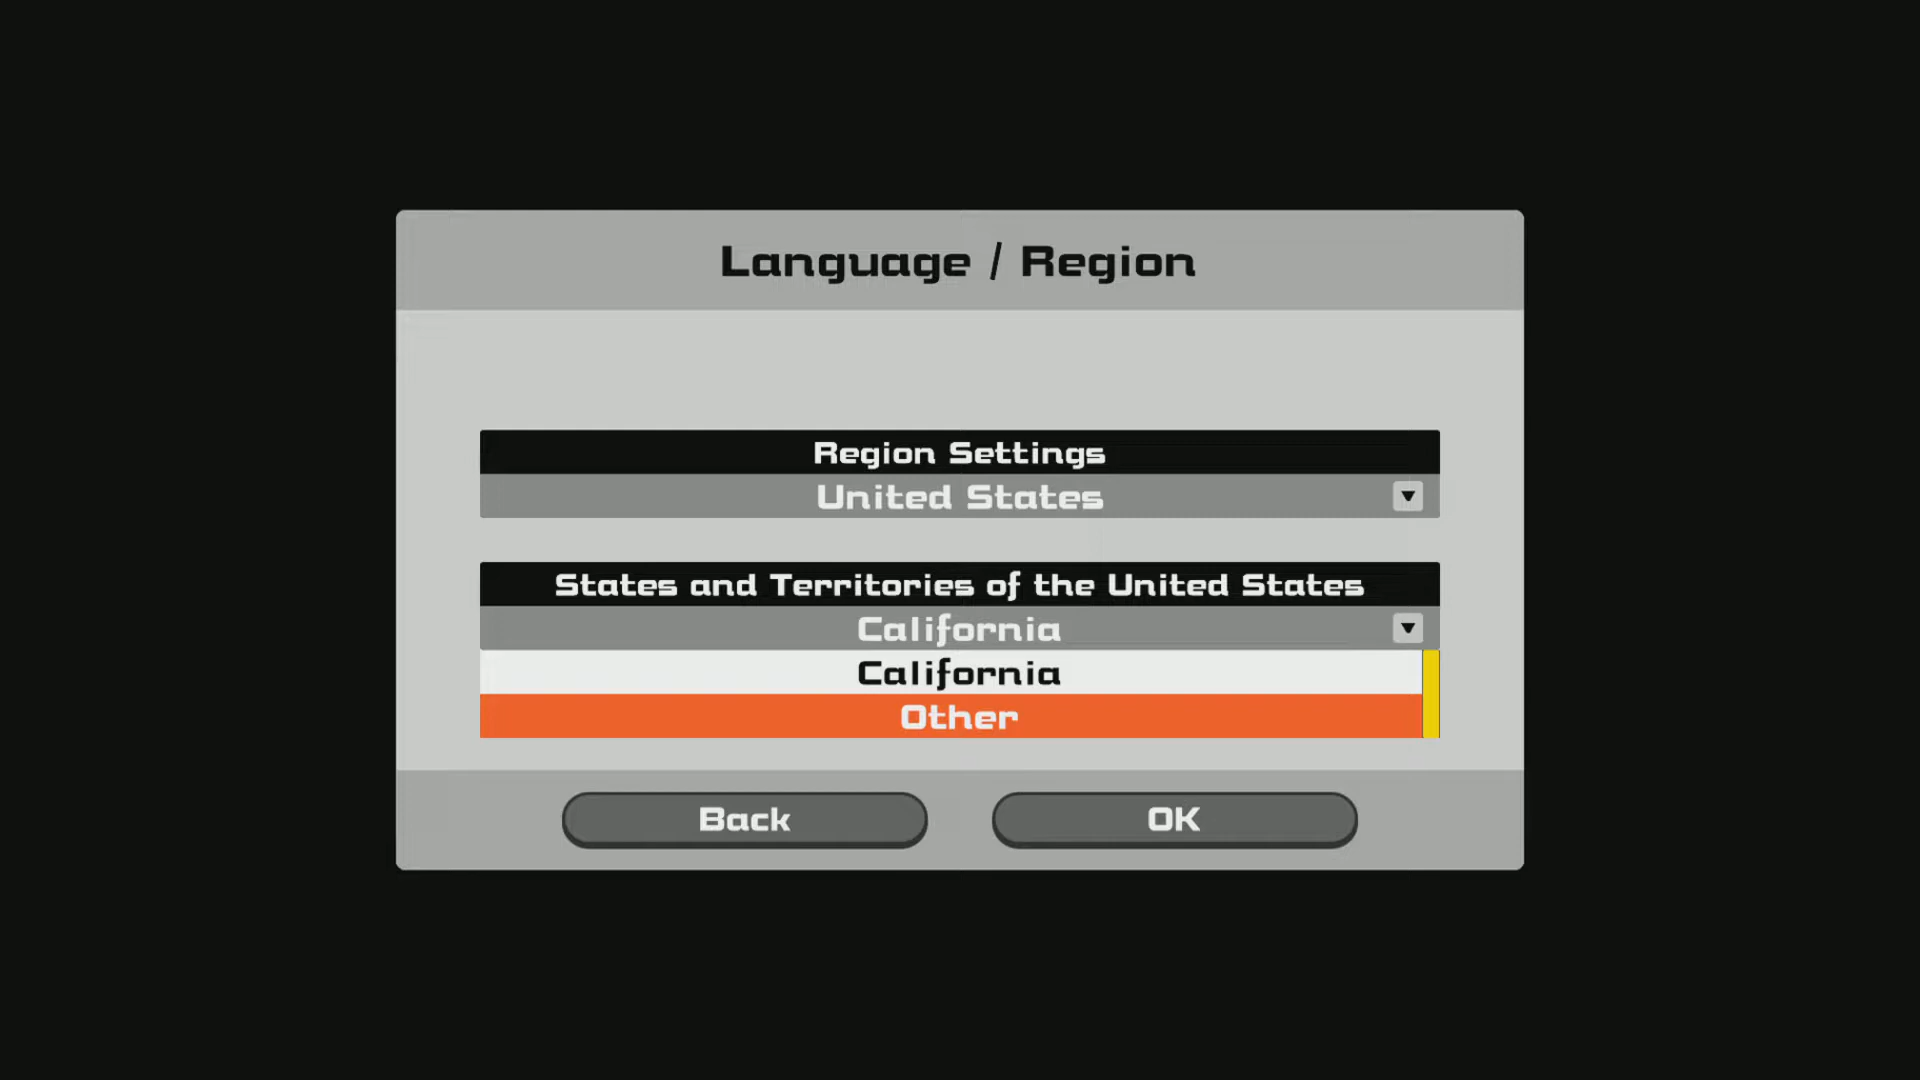 Language / Region
Region Settings
United States
States and Territories of the United States
California
California
Other
Back
OK